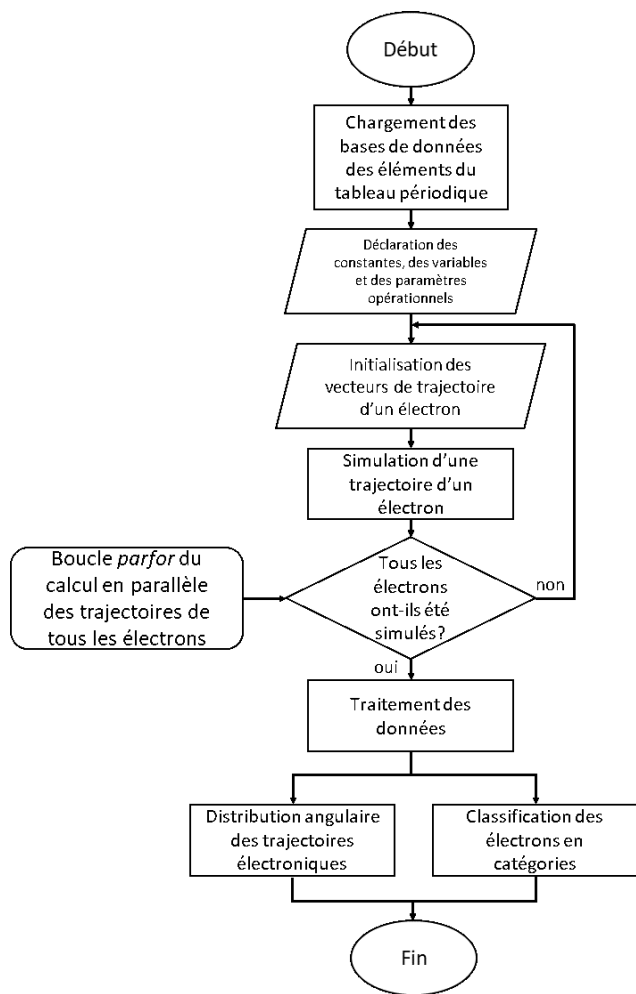 Début
Chargement des
bases de données
des éléments du
tableau périodique
Déclaration des
constantes, des variables
et des paramètres
opérationnels
Initialisation des
vecteurs de trajectoire
d'un électron
Simulation d'une
trajectoire d'un
électron
Boucle parfor du
calcul en parallèle
des trajectoires de
tous les électrons
Tous les
électrons
ont-ils été
simulés?
non
oui
Traitement des
données
Distribution angulaire
des trajectoires
électroniques
Classification des
électrons en
catégories
Fin